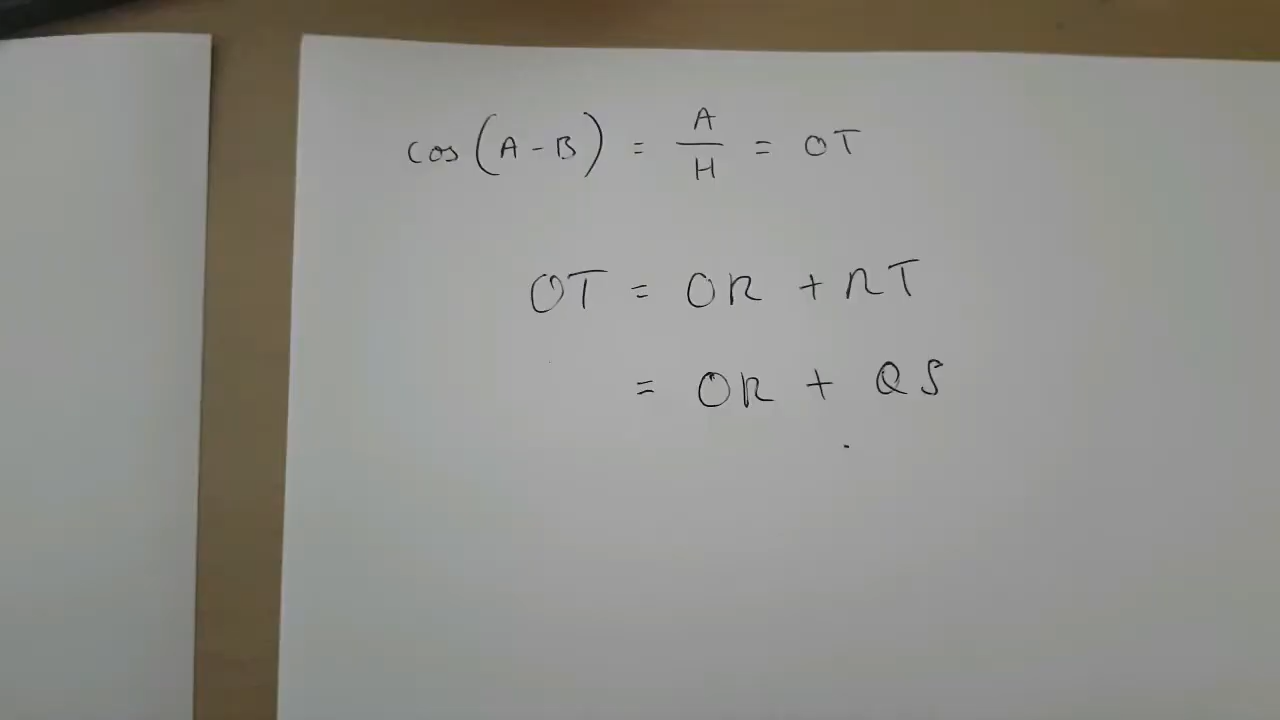 cos(A-B) = A/H = OT
OT = OR + RT
= OR + QS